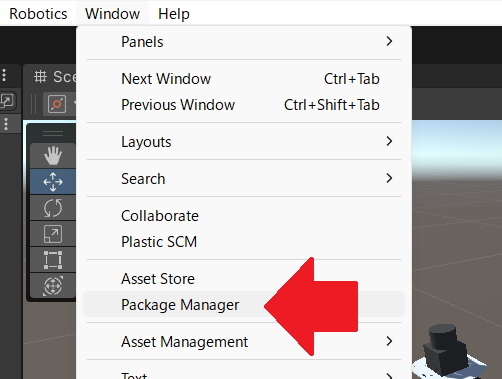 Robotics Window Help
Panels
Next Window Ctrl+Tab
Previous Window Ctrl+Shift+Tab
Layouts
Search
Collaborate
Plastic SCM
Asset Store
Package Manager
Asset Management
Text